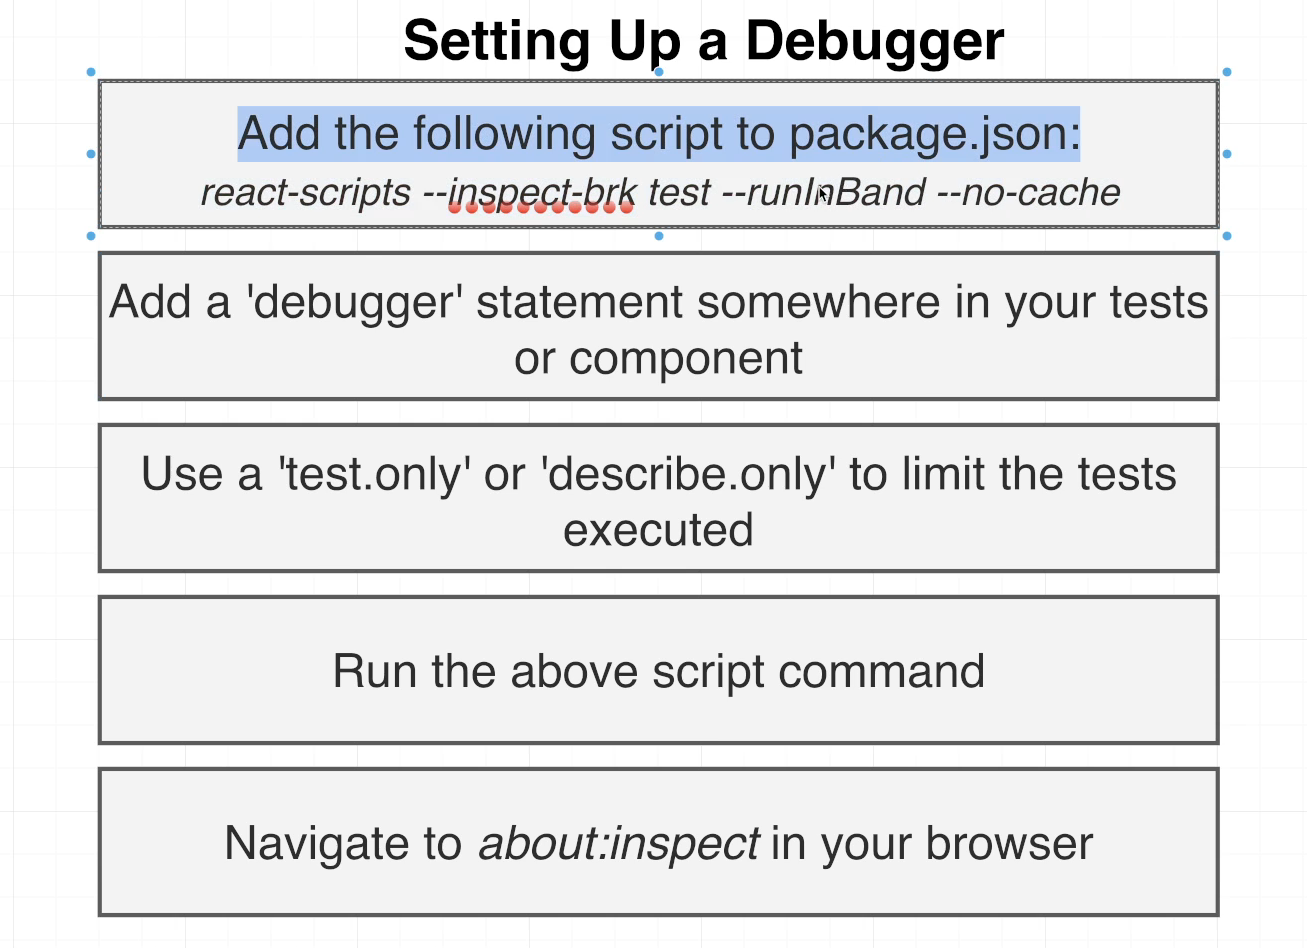 Setting Up a Debugger
Add the following script to package.json:
react-scripts --inspect-brk test --runInBand --no-cache
Add a 'debugger' statement somewhere in your tests
or component
Use a 'test.only' or 'describe.only' to limit the tests
executed
Run the above script command
Navigate to about:inspect in your browser